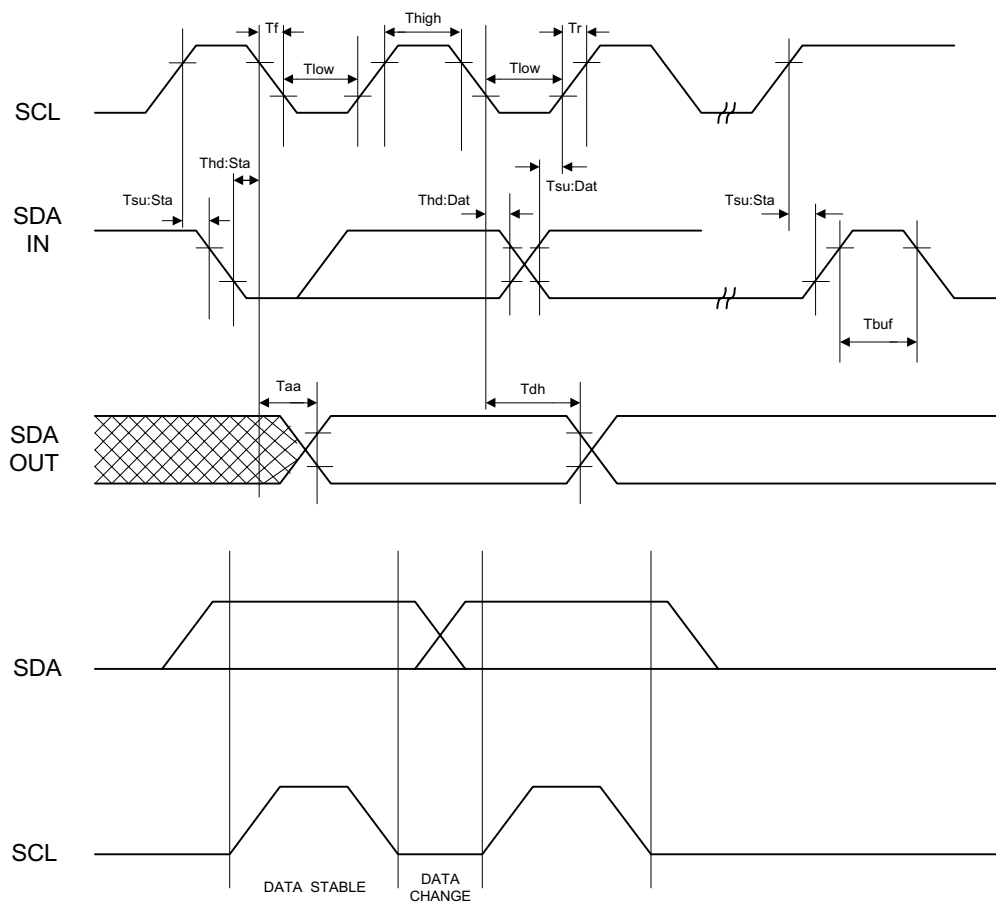 Tf
Thigh
Tr
Tlow
Tlow
SCL
Thd:Sta
Tsu:Dat
Tsu:Sta
Thd:Dat
Tsu:Sta
SDA
IN
Tbuf
Taa
Tdh
SDA
OUT
SDA
SCL
DATA STABLE
DATA
CHANGE